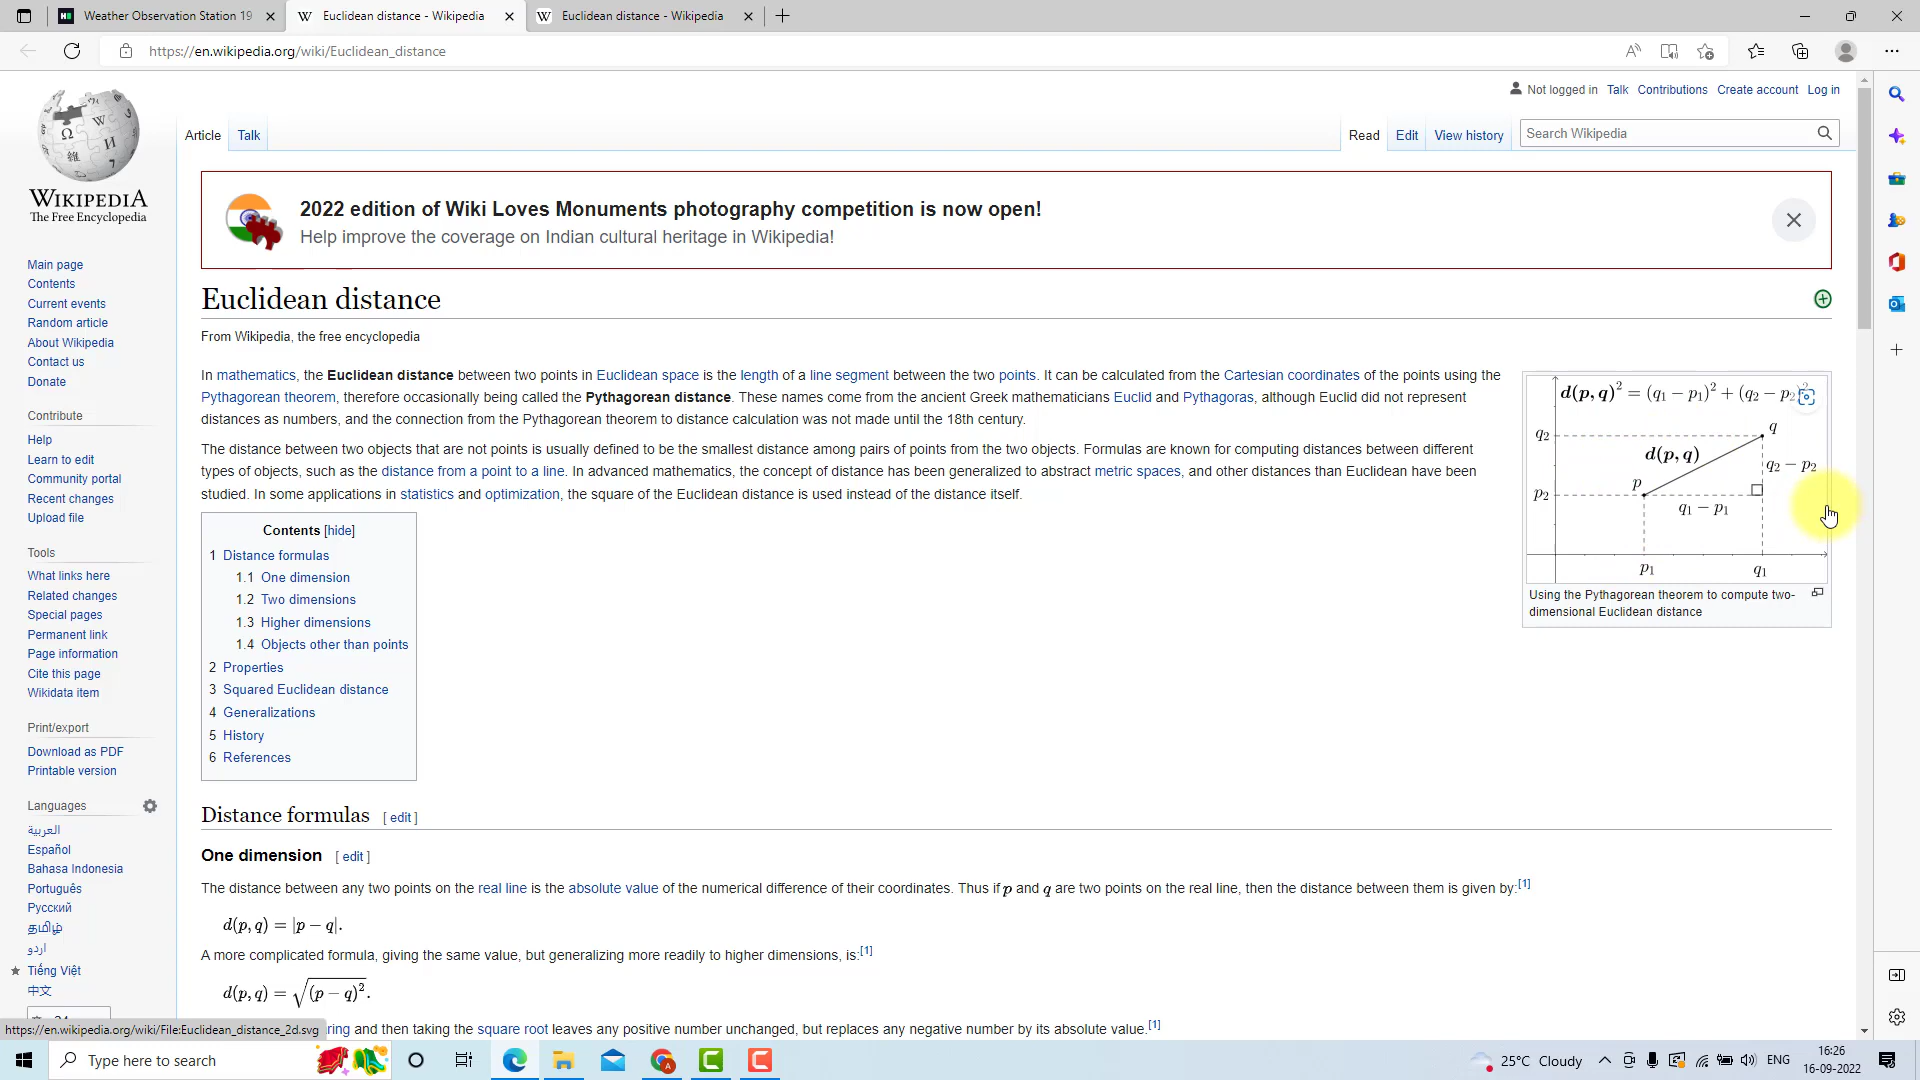 Weather Observation Station 19
Euclidean distance - Wikipedia
Euclidean distance - Wikipedia
https://en.wikipedia.org/wiki/Euclidean_distance
Not logged in Talk Contributions Create account Log in
Article Talk
Read Edit View history Search Wikipedia
WIKIPEDIA
The Free Encyclopedia
2022 edition of Wiki Loves Monuments photography competition is now open!
Help improve the coverage on Indian cultural heritage in Wikipedia!
Main page
Contents
Current events
Random article
About Wikipedia
Contact us
Donate
Contribute
Help
Learn to edit
Community portal
Recent changes
Upload file
Tools
What links here
Related changes
Special pages
Permanent link
Page information
Cite this page
Wikidata item
Print/export
Download as PDF
Printable version
Languages
العربية
Español
Bahasa Indonesia
Português
Русский
தமிழ்
اردو
Tiếng Việt
中文
Euclidean distance
From Wikipedia, the free encyclopedia
In mathematics, the Euclidean distance between two points in Euclidean space is the length of a line segment between the two points. It can be calculated from the Cartesian coordinates of the points using the
Pythagorean theorem, therefore occasionally being called the Pythagorean distance. These names come from the ancient Greek mathematicians Euclid and Pythagoras, although Euclid did not represent
distances as numbers, and the connection from the Pythagorean theorem to distance calculation was not made until the 18th century.
The distance between two objects that are not points is usually defined to be the smallest distance among pairs of points from the two objects. Formulas are known for computing distances between different
types of objects, such as the distance from a point to a line. In advanced mathematics, the concept of distance has been generalized to abstract metric spaces, and other distances than Euclidean have been
studied. In some applications in statistics and optimization, the square of the Euclidean distance is used instead of the distance itself.
d(p, q)² = (q₁ − p₁)² + (q₂ − p₂)²
q₂
q
d(p, q)
q₂ − p₂
p
p₂
q₁ − p₁
p₁
q₁
Using the Pythagorean theorem to compute two-
dimensional Euclidean distance
Contents [hide]
1 Distance formulas
1.1 One dimension
1.2 Two dimensions
1.3 Higher dimensions
1.4 Objects other than points
2 Properties
3 Squared Euclidean distance
4 Generalizations
5 History
6 References
Distance formulas [ edit ]
One dimension [ edit ]
The distance between any two points on the real line is the absolute value of the numerical difference of their coordinates. Thus if p and q are two points on the real line, then the distance between them is given by:[1]
d(p, q) = |p − q|.
A more complicated formula, giving the same value, but generalizing more readily to higher dimensions, is:[1]
d(p, q) = √(p − q)².
ring and then taking the square root leaves any positive number unchanged, but replaces any negative number by its absolute value.[1]
https://en.wikipedia.org/wiki/File:Euclidean_distance_2d.svg
Type here to search
25°C Cloudy
ENG
16:26
16-09-2022